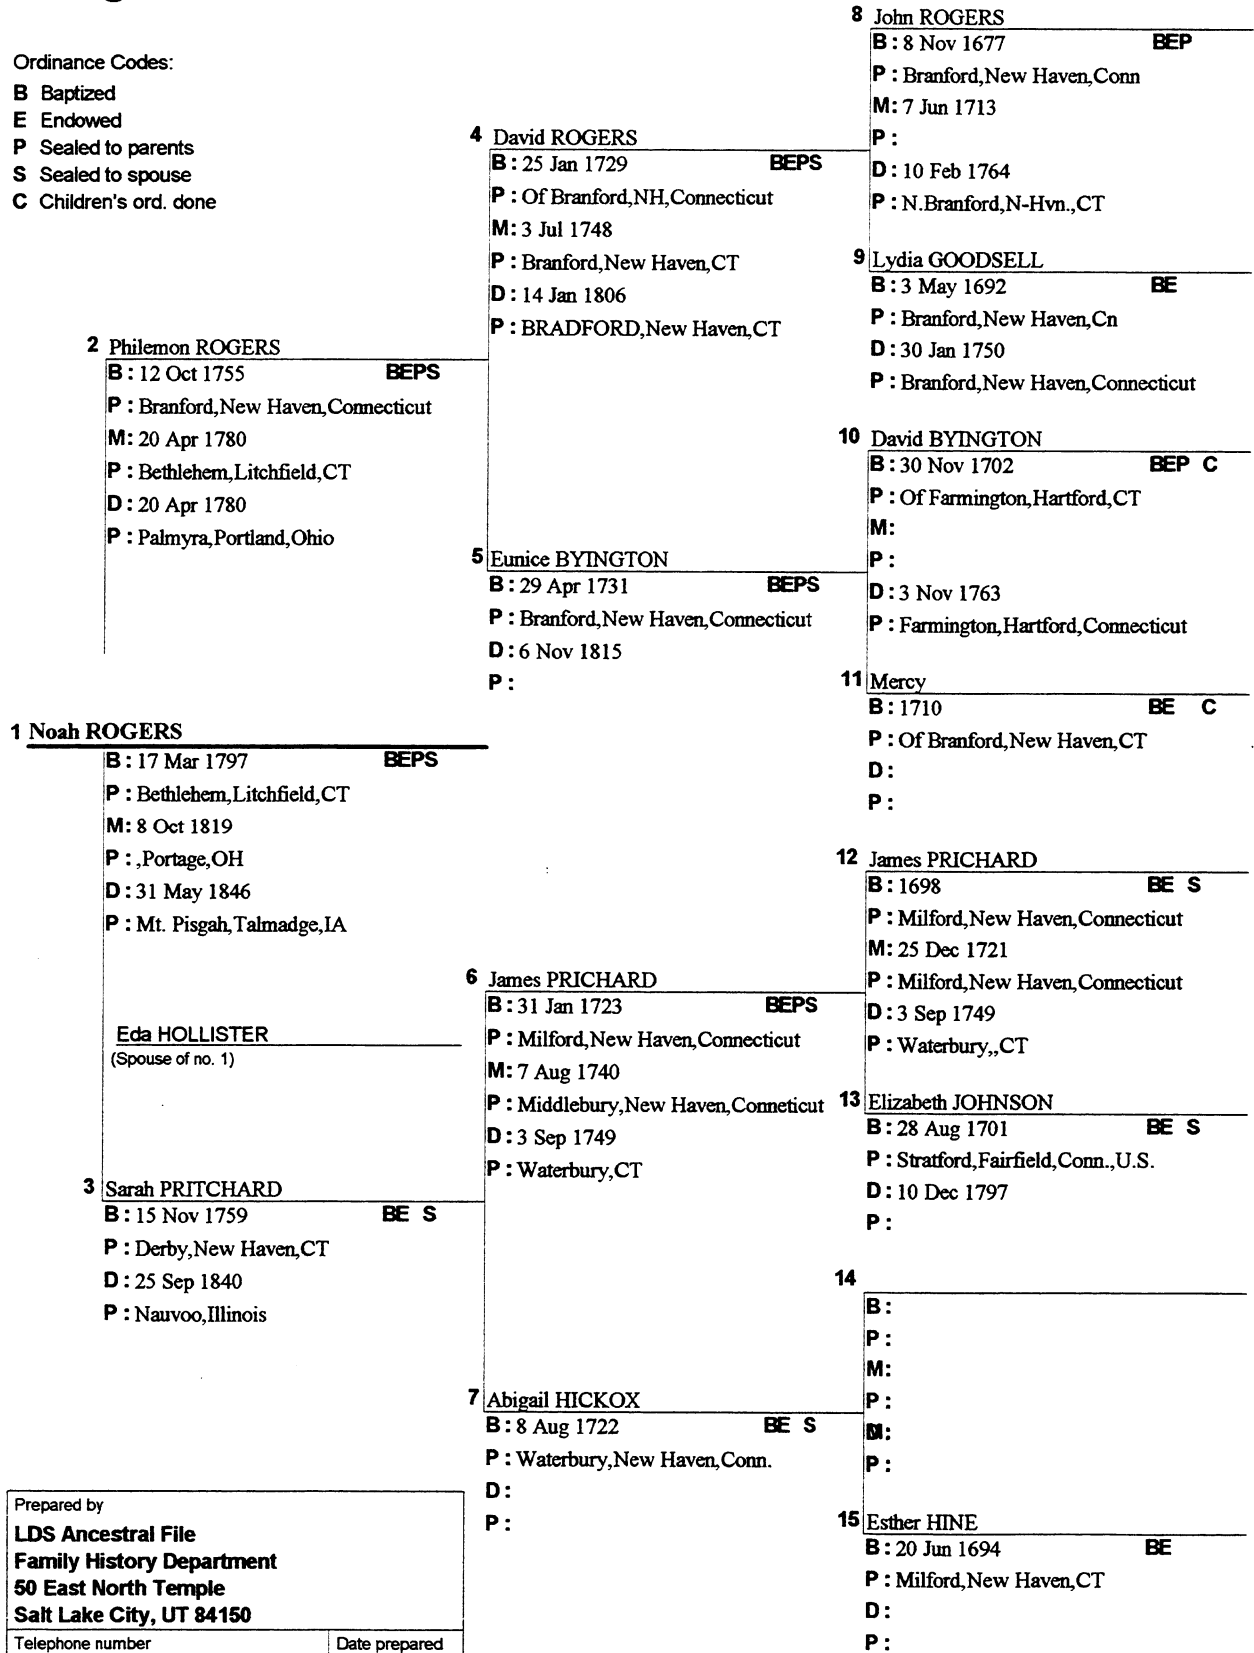 Ordinance Codes:
B Baptized
E Endowed
P Sealed to parents
S Sealed to spouse
C Children's ord. done
1 Noah ROGERS
B: 17 Mar 1797 BEPS
P: Bethlehem,Litchfield,CT
M: 8 Oct 1819
P: ,Portage,OH
D: 31 May 1846
P: Mt. Pisgah,Talmadge,IA
Eda HOLLISTER
(Spouse of no. 1)
2 Philemon ROGERS
B: 12 Oct 1755 BEPS
P: Branford,New Haven,Connecticut
M: 20 Apr 1780
P: Bethlehem,Litchfield,CT
D: 20 Apr 1780
P: Palmyra,Portland,Ohio
3 Sarah PRITCHARD
B: 15 Nov 1759 BE S
P: Derby,New Haven,CT
D: 25 Sep 1840
P: Nauvoo,Illinois
4 David ROGERS
B: 25 Jan 1729 BEPS
P: Of Branford,NH,Connecticut
M: 3 Jul 1748
P: Branford,New Haven,CT
D: 14 Jan 1806
P: BRADFORD,New Haven,CT
5 Eunice BYINGTON
B: 29 Apr 1731 BEPS
P: Branford,New Haven,Connecticut
D: 6 Nov 1815
P:
6 James PRICHARD
B: 31 Jan 1723 BEPS
P: Milford,New Haven,Connecticut
M: 7 Aug 1740
P: Middlebury,New Haven,Conneticut
D: 3 Sep 1749
P: Waterbury,CT
7 Abigail HICKOX
B: 8 Aug 1722 BE S
P: Waterbury,New Haven,Conn.
D:
P:
8 John ROGERS
B: 8 Nov 1677 BEP
P: Branford,New Haven,Conn
M: 7 Jun 1713
P:
D: 10 Feb 1764
P: N.Branford,N-Hvn.,CT
9 Lydia GOODSELL
B: 3 May 1692 BE
P: Branford,New Haven,Cn
D: 30 Jan 1750
P: Branford,New Haven,Connecticut
10 David BYINGTON
B: 30 Nov 1702 BEP C
P: Of Farmington,Hartford,CT
M:
P:
D: 3 Nov 1763
P: Farmington,Hartford,Connecticut
11 Mercy
B: 1710 BE C
P: Of Branford,New Haven,CT
D:
P:
12 James PRICHARD
B: 1698 BE S
P: Milford,New Haven,Connecticut
M: 25 Dec 1721
P: Milford,New Haven,Connecticut
D: 3 Sep 1749
P: Waterbury,,CT
13 Elizabeth JOHNSON
B: 28 Aug 1701 BE S
P: Stratford,Fairfield,Conn.,U.S.
D: 10 Dec 1797
P:
14
B:
P:
M:
P:
P:
15 Esther HINE
B: 20 Jun 1694 BE
P: Milford,New Haven,CT
D:
P:
Prepared by
LDS Ancestral File
Family History Department
50 East North Temple
Salt Lake City, UT 84150
Telephone number Date prepared